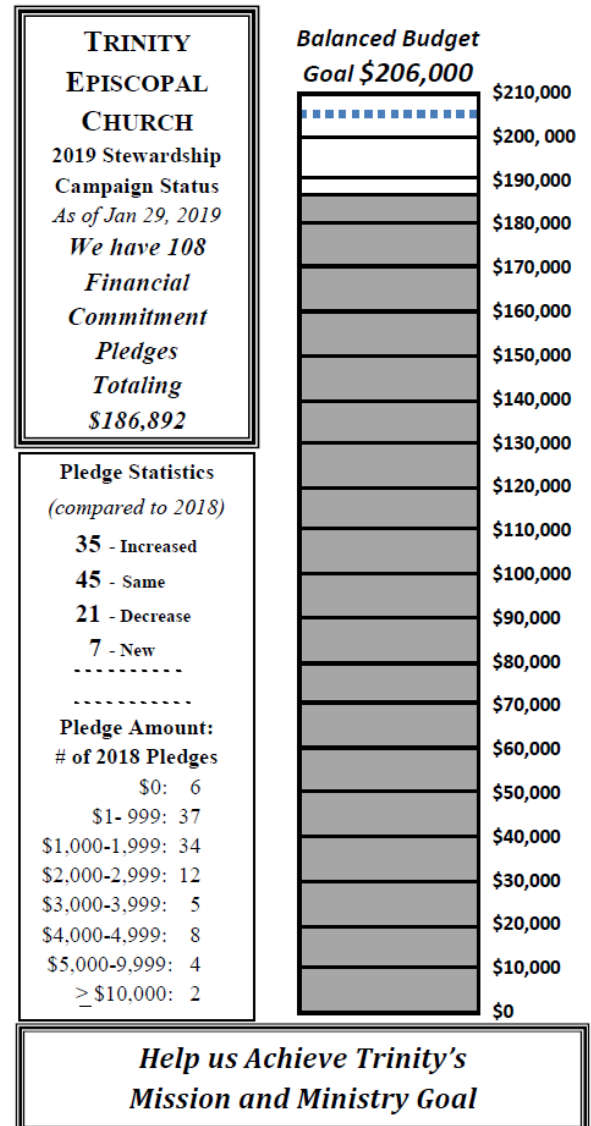 TRINITY
EPISCOPAL
CHURCH
2019 Stewardship
Campaign Status
As of Jan 29, 2019
We have 108
Financial
Commitment
Pledges
Totaling
$186,892
Pledge Statistics
(compared to 2018)
35 - Increased
45 - Same
21 - Decrease
7 - New
- - - - - - - - - -
- - - - - - - - - - -
Pledge Amount:
# of 2018 Pledges
$0: 6
$1- 999: 37
$1,000-1,999: 34
$2,000-2,999: 12
$3,000-3,999: 5
$4,000-4,999: 8
$5,000-9,999: 4
≥ $10,000: 2
Balanced Budget
Goal $206,000
$210,000
$200, 000
$190,000
$180,000
$170,000
$160,000
$150,000
$140,000
$130,000
$120,000
$110,000
$100,000
$90,000
$80,000
$70,000
$60,000
$50,000
$40,000
$30,000
$20,000
$10,000
$0
Help us Achieve Trinity's
Mission and Ministry Goal